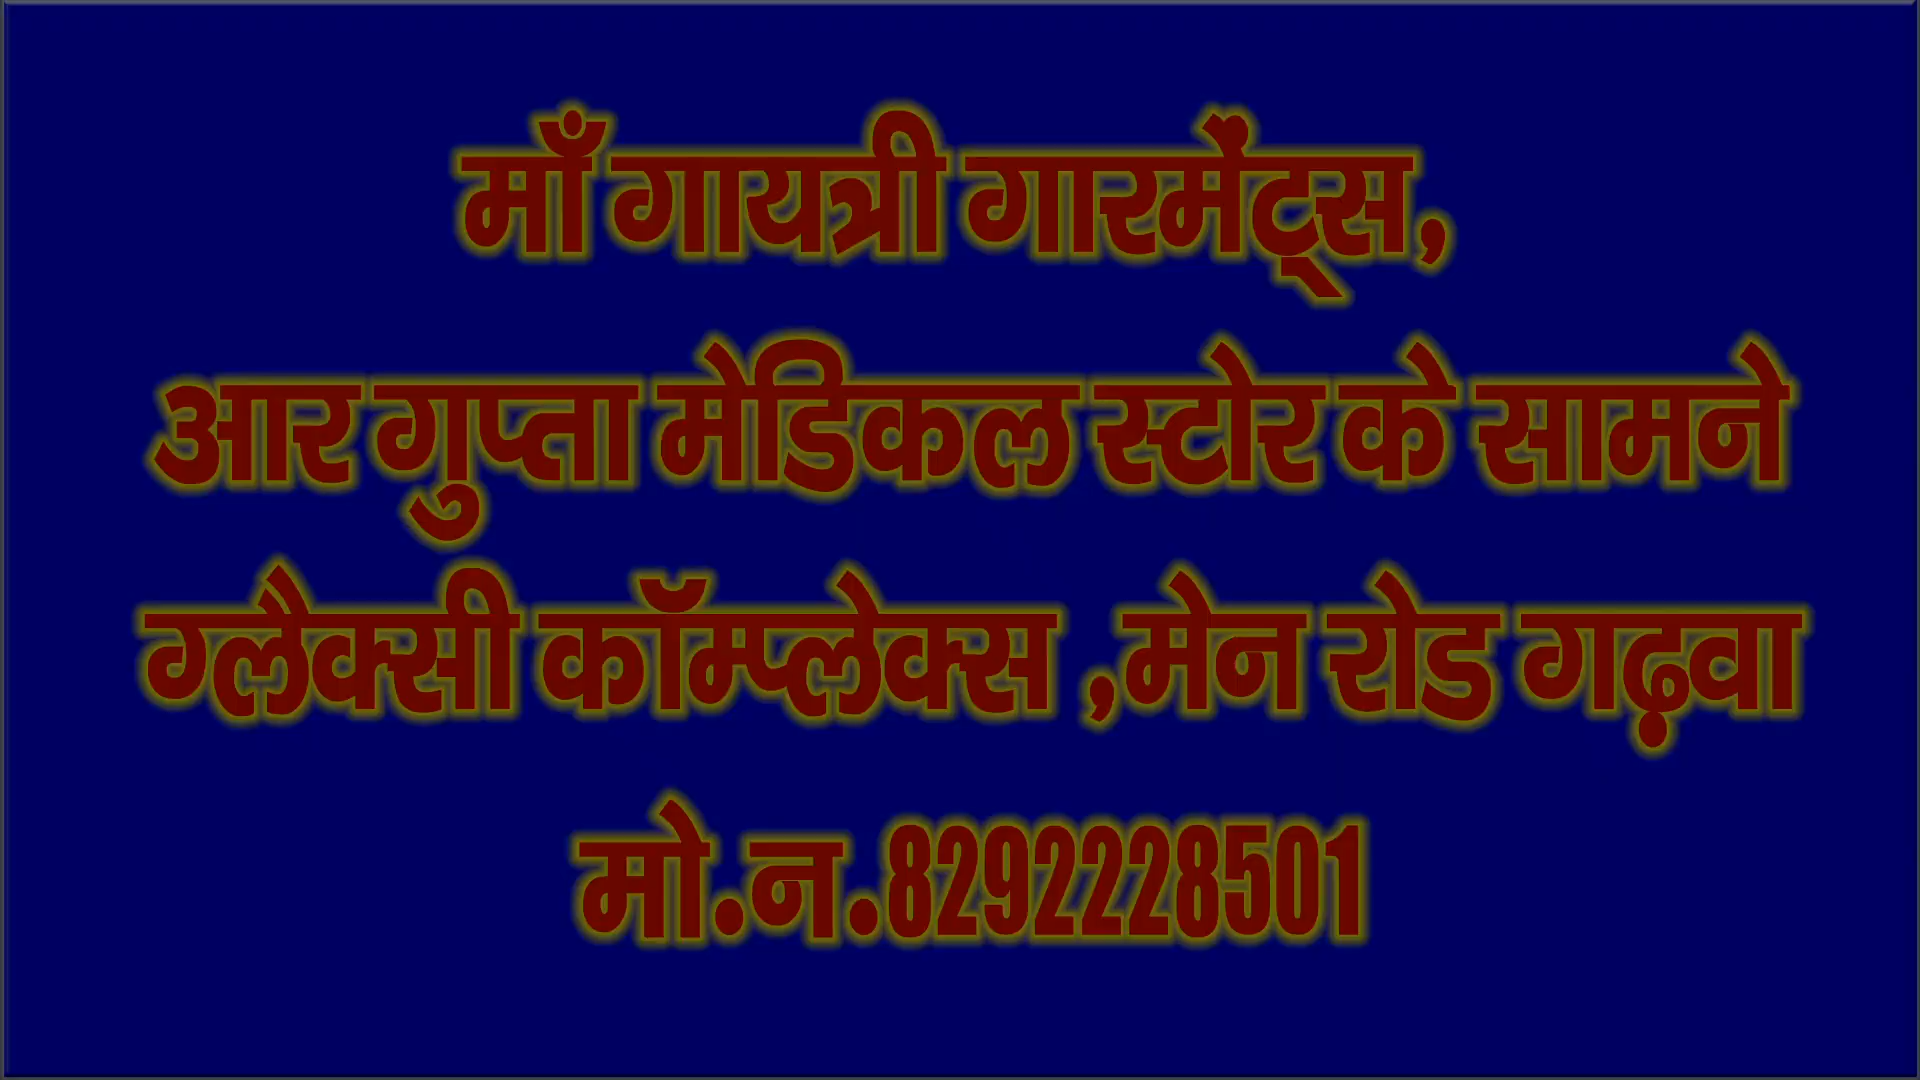 माँ गायत्री गारमेंट्स,
आर गुप्ता मेडिकल स्टोर के सामने
ग्लैक्सी कॉम्प्लेक्स ,मेन रोड गढ़वा
मो.न.8292228501